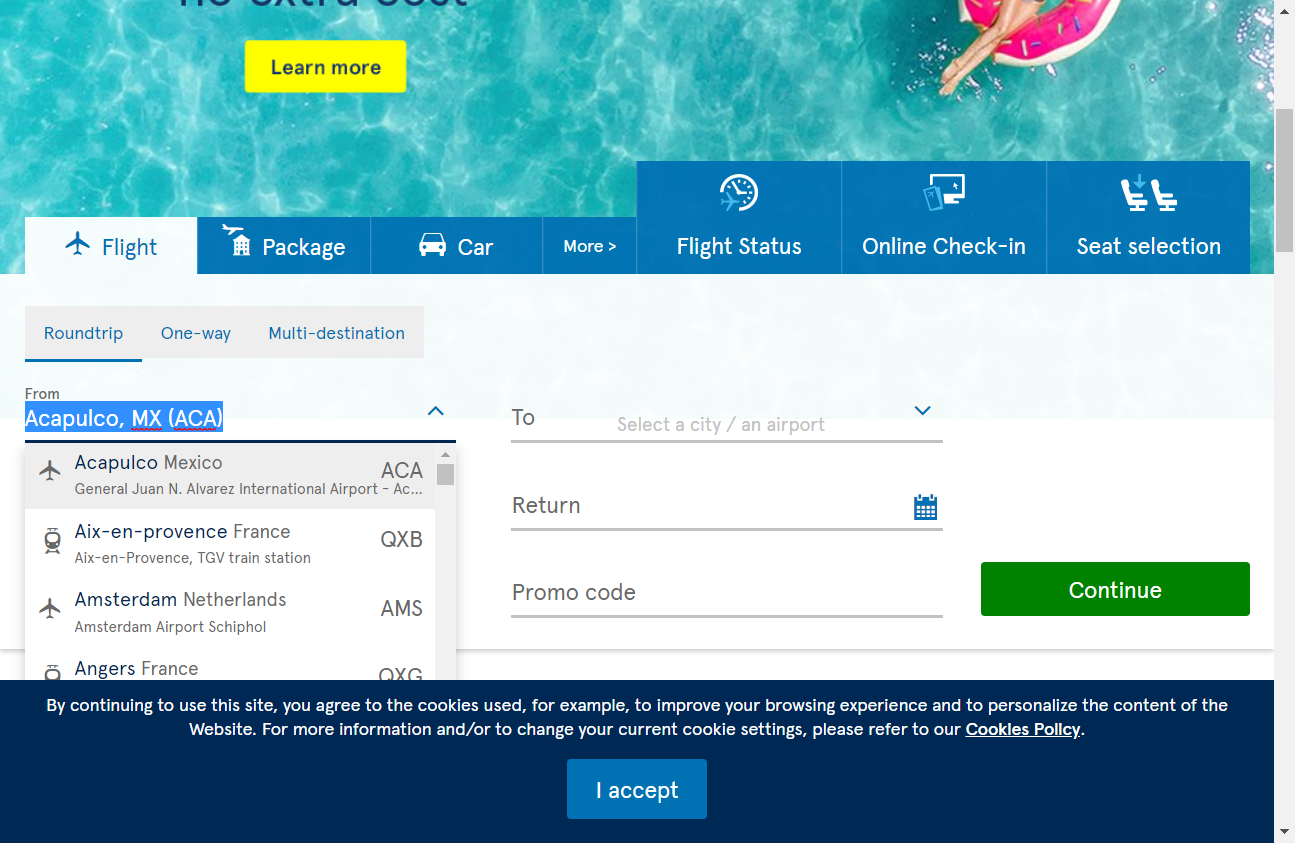 no extra cost
Learn more
Flight
Package
Car
More >
Flight Status
Online Check-in
Seat selection
Roundtrip
One-way
Multi-destination
From
Acapulco, MX (ACA)
To
Select a city / an airport
Acapulco Mexico
ACA
General Juan N. Alvarez International Airport - Ac...
Aix-en-provence France
QXB
Aix-en-Provence, TGV train station
Amsterdam Netherlands
AMS
Amsterdam Airport Schiphol
Angers France
QXG
Return
Promo code
Continue
By continuing to use this site, you agree to the cookies used, for example, to improve your browsing experience and to personalize the content of the
Website. For more information and/or to change your current cookie settings, please refer to our Cookies Policy.
I accept